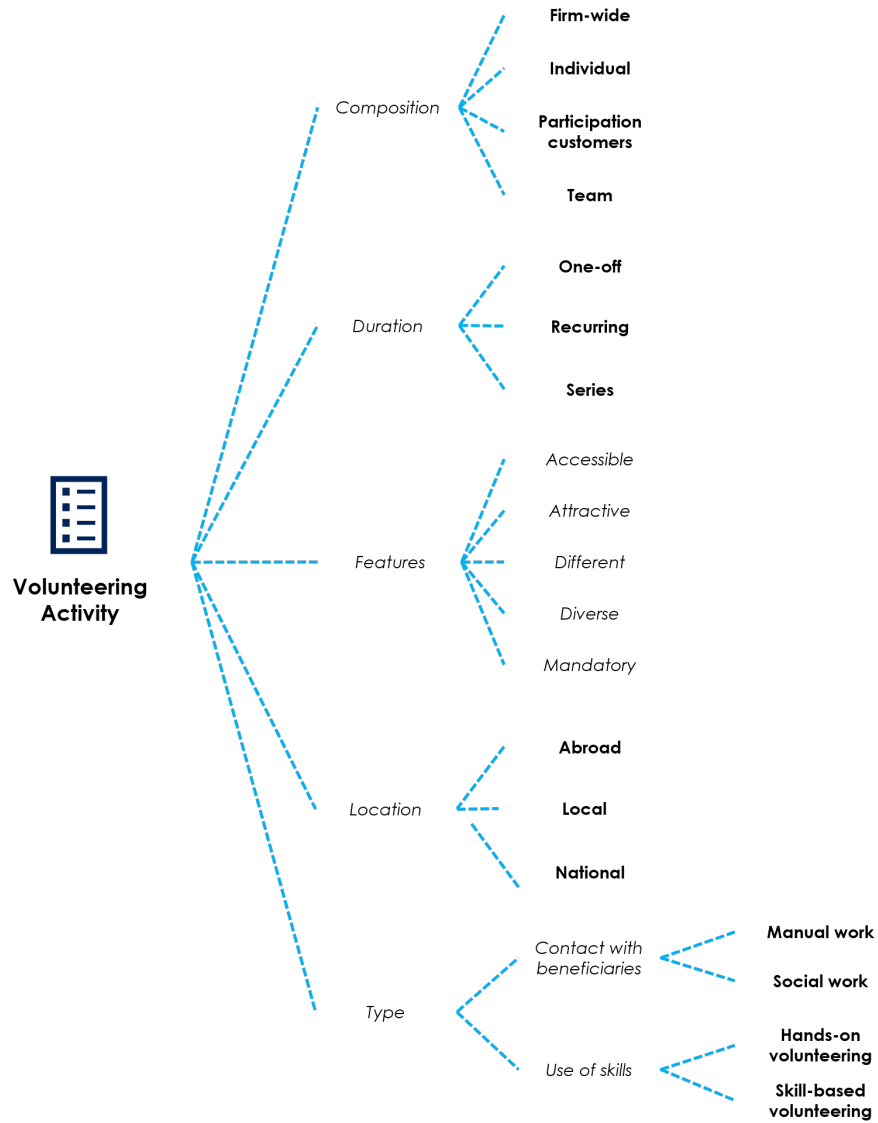 Volunteering
Activity
Composition
Firm-wide
Individual
Participation
customers
Team
Duration
One-off
Recurring
Series
Features
Accessible
Attractive
Different
Diverse
Mandatory
Location
Abroad
Local
National
Type
Contact with
beneficiaries
Manual work
Social work
Use of skills
Hands-on
volunteering
Skill-based
volunteering